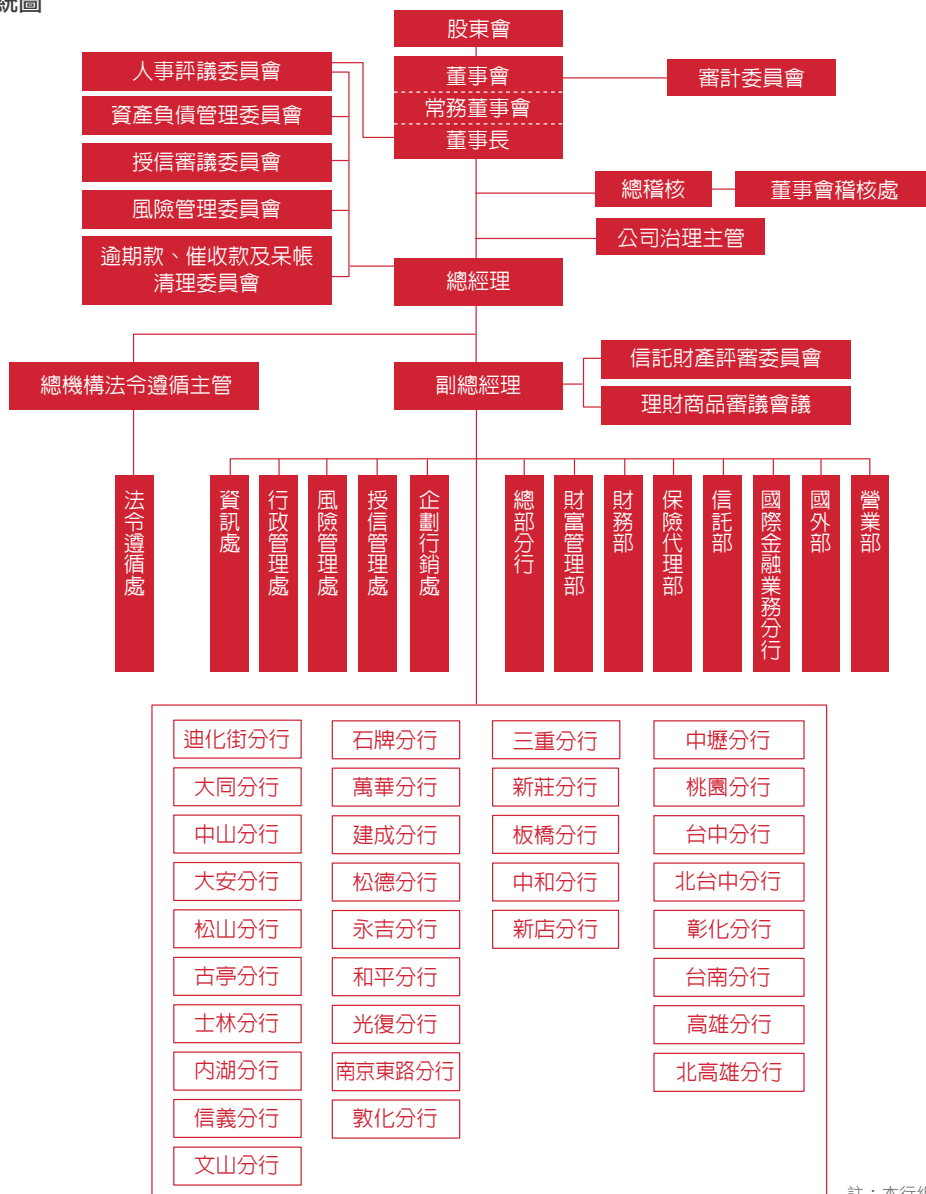 統圖
股東會
人事評議委員會
董事會
審計委員會
資產負債管理委員會
常務董事會
董事長
授信審議委員會
總稽核
董事會稽核處
風險管理委員會
公司治理主管
逾期款、催收款及呆帳
清理委員會
總經理
信託財產評審委員會
總機構法令遵循主管
副總經理
理財商品審議會議
法令遵循處
資訊處
行政管理處
風險管理處
授信管理處
企劃行銷處
總部分行
財富管理部
財務部
保險代理部
信託部
國際金融業務分行
國外部
營業部
迪化街分行
大同分行
中山分行
大安分行
松山分行
古亭分行
士林分行
內湖分行
信義分行
文山分行
石牌分行
萬華分行
建成分行
松德分行
永吉分行
和平分行
光復分行
南京東路分行
敦化分行
三重分行
新莊分行
板橋分行
中和分行
新店分行
中壢分行
桃園分行
台中分行
北台中分行
彰化分行
台南分行
高雄分行
北高雄分行
註：本行組